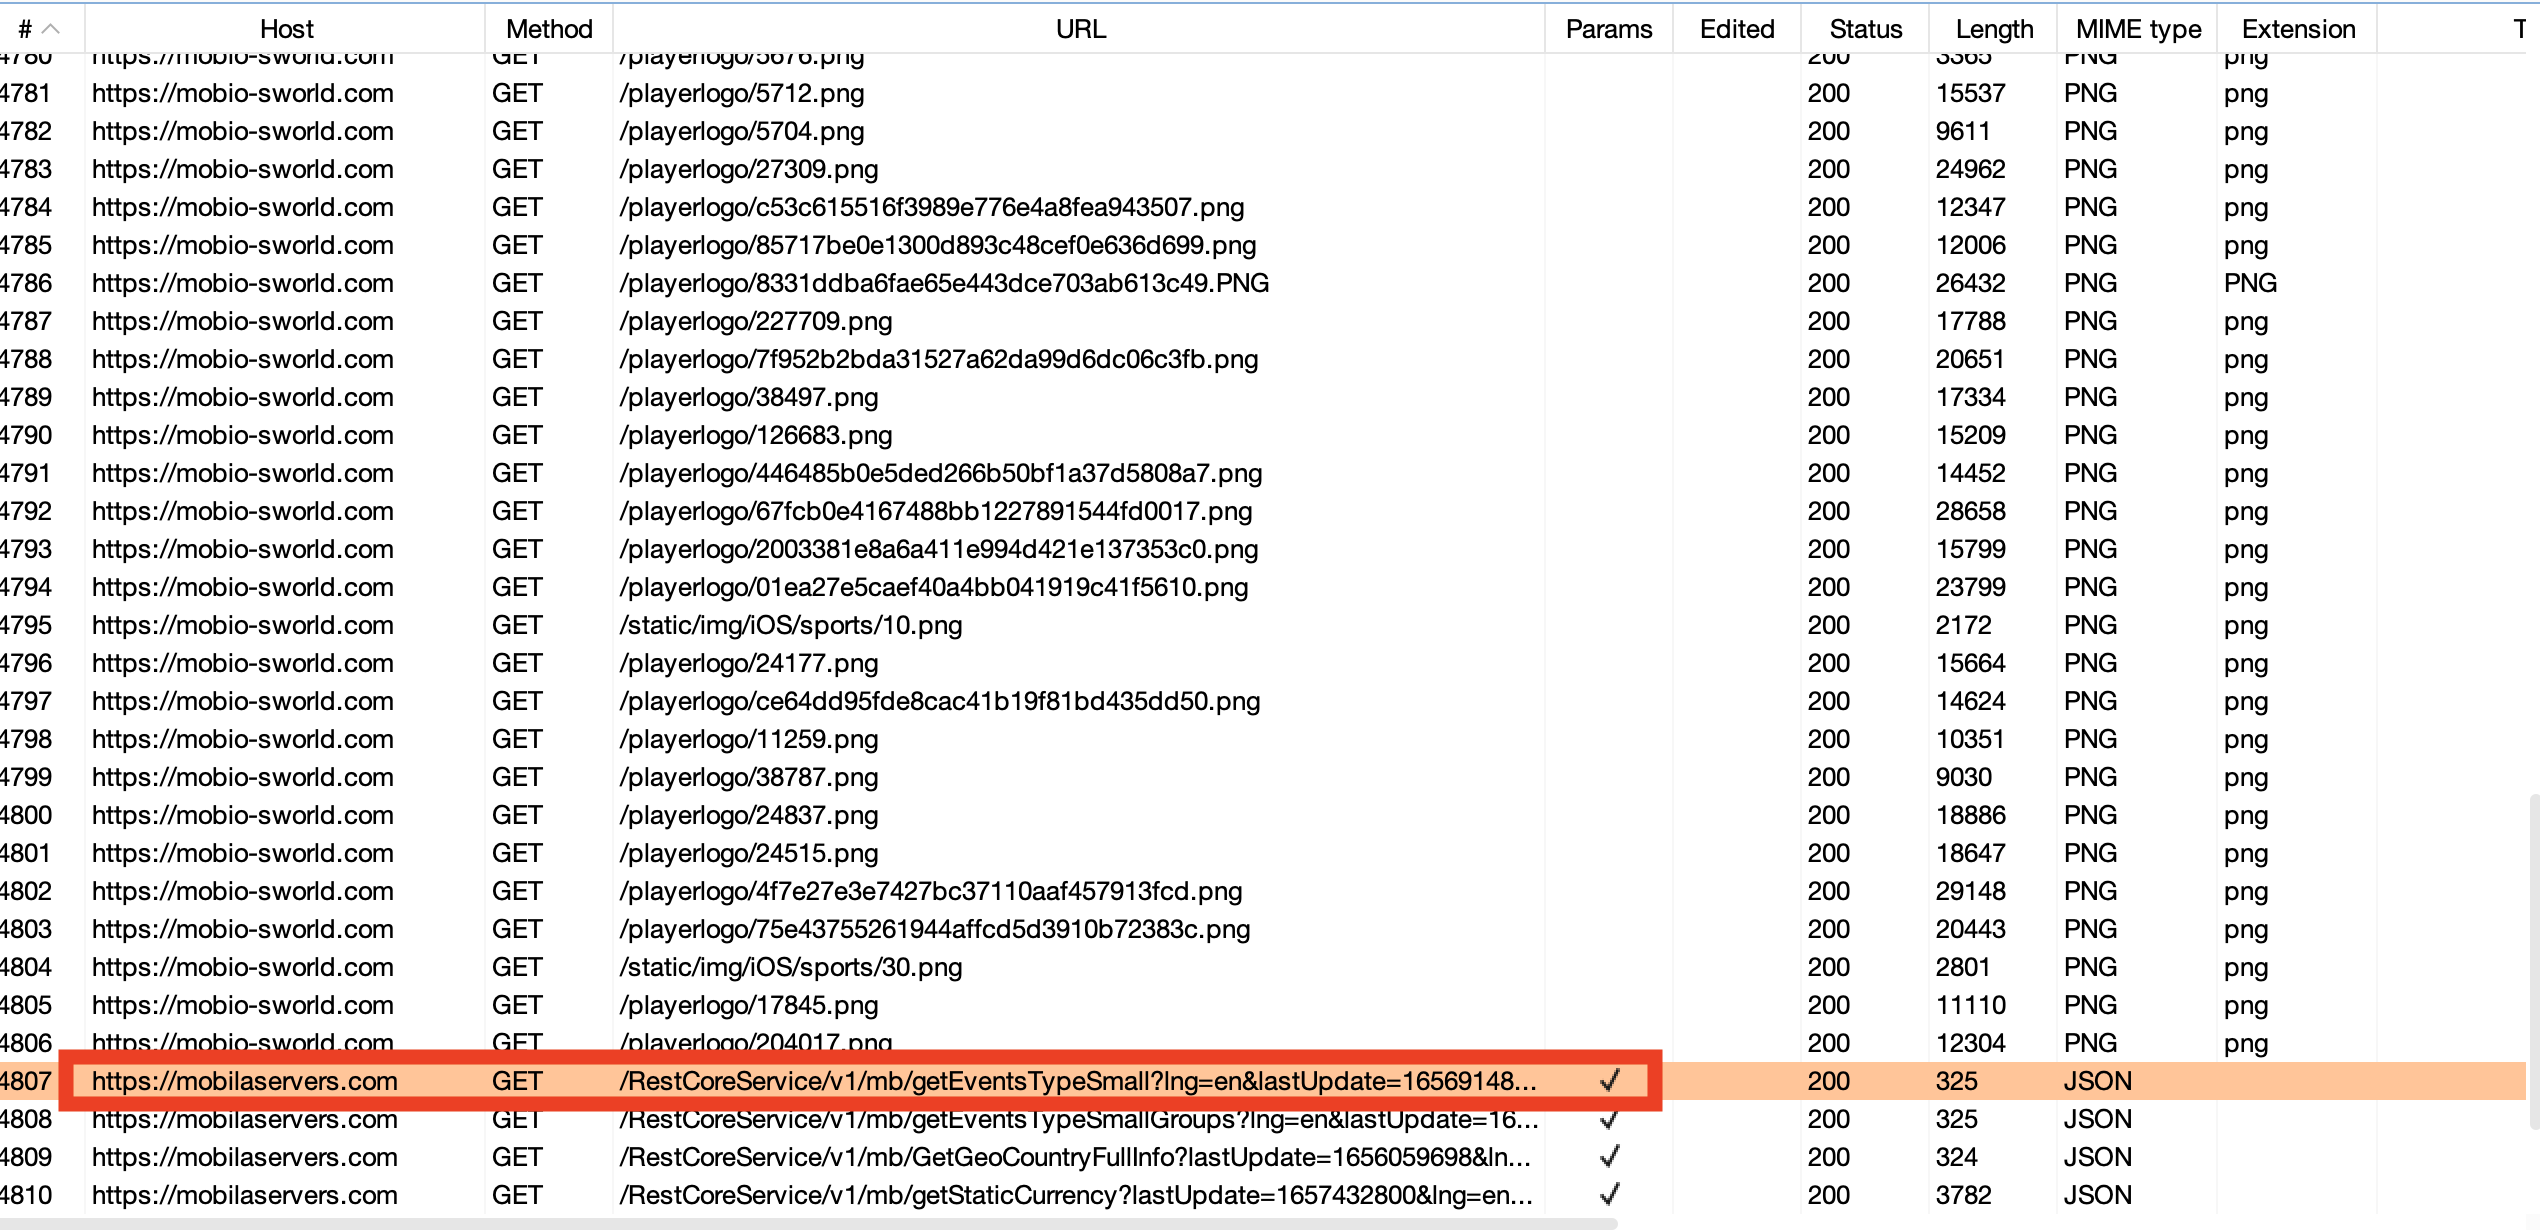 # Host Method URL Params Edited Status Length MIME type Extension T
4780 https://mobio-sworld.com GET /playerlogo/5676.png 200 3365 PNG png
4781 https://mobio-sworld.com GET /playerlogo/5712.png 200 15537 PNG png
4782 https://mobio-sworld.com GET /playerlogo/5704.png 200 9611 PNG png
4783 https://mobio-sworld.com GET /playerlogo/27309.png 200 24962 PNG png
4784 https://mobio-sworld.com GET /playerlogo/c53c615516f3989e776e4a8fea943507.png 200 12347 PNG png
4785 https://mobio-sworld.com GET /playerlogo/85717be0e1300d893c48cef0e636d699.png 200 12006 PNG png
4786 https://mobio-sworld.com GET /playerlogo/8331ddba6fae65e443dce703ab613c49.PNG 200 26432 PNG PNG
4787 https://mobio-sworld.com GET /playerlogo/227709.png 200 17788 PNG png
4788 https://mobio-sworld.com GET /playerlogo/7f952b2bda31527a62da99d6dc06c3fb.png 200 20651 PNG png
4789 https://mobio-sworld.com GET /playerlogo/38497.png 200 17334 PNG png
4790 https://mobio-sworld.com GET /playerlogo/126683.png 200 15209 PNG png
4791 https://mobio-sworld.com GET /playerlogo/446485b0e5ded266b50bf1a37d5808a7.png 200 14452 PNG png
4792 https://mobio-sworld.com GET /playerlogo/67fcb0e4167488bb1227891544fd0017.png 200 28658 PNG png
4793 https://mobio-sworld.com GET /playerlogo/2003381e8a6a411e994d421e137353c0.png 200 15799 PNG png
4794 https://mobio-sworld.com GET /playerlogo/01ea27e5caef40a4bb041919c41f5610.png 200 23799 PNG png
4795 https://mobio-sworld.com GET /static/img/iOS/sports/10.png 200 2172 PNG png
4796 https://mobio-sworld.com GET /playerlogo/24177.png 200 15664 PNG png
4797 https://mobio-sworld.com GET /playerlogo/ce64dd95fde8cac41b19f81bd435dd50.png 200 14624 PNG png
4798 https://mobio-sworld.com GET /playerlogo/11259.png 200 10351 PNG png
4799 https://mobio-sworld.com GET /playerlogo/38787.png 200 9030 PNG png
4800 https://mobio-sworld.com GET /playerlogo/24837.png 200 18886 PNG png
4801 https://mobio-sworld.com GET /playerlogo/24515.png 200 18647 PNG png
4802 https://mobio-sworld.com GET /playerlogo/4f7e27e3e7427bc37110aaf457913fcd.png 200 29148 PNG png
4803 https://mobio-sworld.com GET /playerlogo/75e43755261944affcd5d3910b72383c.png 200 20443 PNG png
4804 https://mobio-sworld.com GET /static/img/iOS/sports/30.png 200 2801 PNG png
4805 https://mobio-sworld.com GET /playerlogo/17845.png 200 11110 PNG png
4806 https://mobio-sworld.com GET /playerlogo/204017.png 200 12304 PNG png
4807 https://mobilaservers.com GET /RestCoreService/v1/mb/getEventsTypeSmall?lng=en&lastUpdate=16569148... ✓ 200 325 JSON
4808 https://mobilaservers.com GET /RestCoreService/v1/mb/getEventsTypeSmallGroups?lng=en&lastUpdate=16... ✓ 200 325 JSON
4809 https://mobilaservers.com GET /RestCoreService/v1/mb/GetGeoCountryFullInfo?lastUpdate=1656059698&ln... ✓ 200 324 JSON
4810 https://mobilaservers.com GET /RestCoreService/v1/mb/getStaticCurrency?lastUpdate=1657432800&lng=en... ✓ 200 3782 JSON